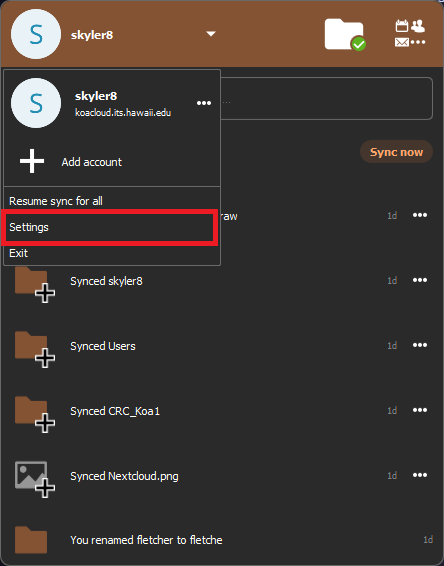 S
skyler8
S
skyler8
koacloud.its.hawaii.edu
Add account
Sync now
Resume sync for all
raw
1d
Settings
Exit
Synced skyler8
1d
Synced Users
1d
Synced CRC_Koa1
1d
Synced Nextcloud.png
1d
You renamed fletcher to fletche
1d